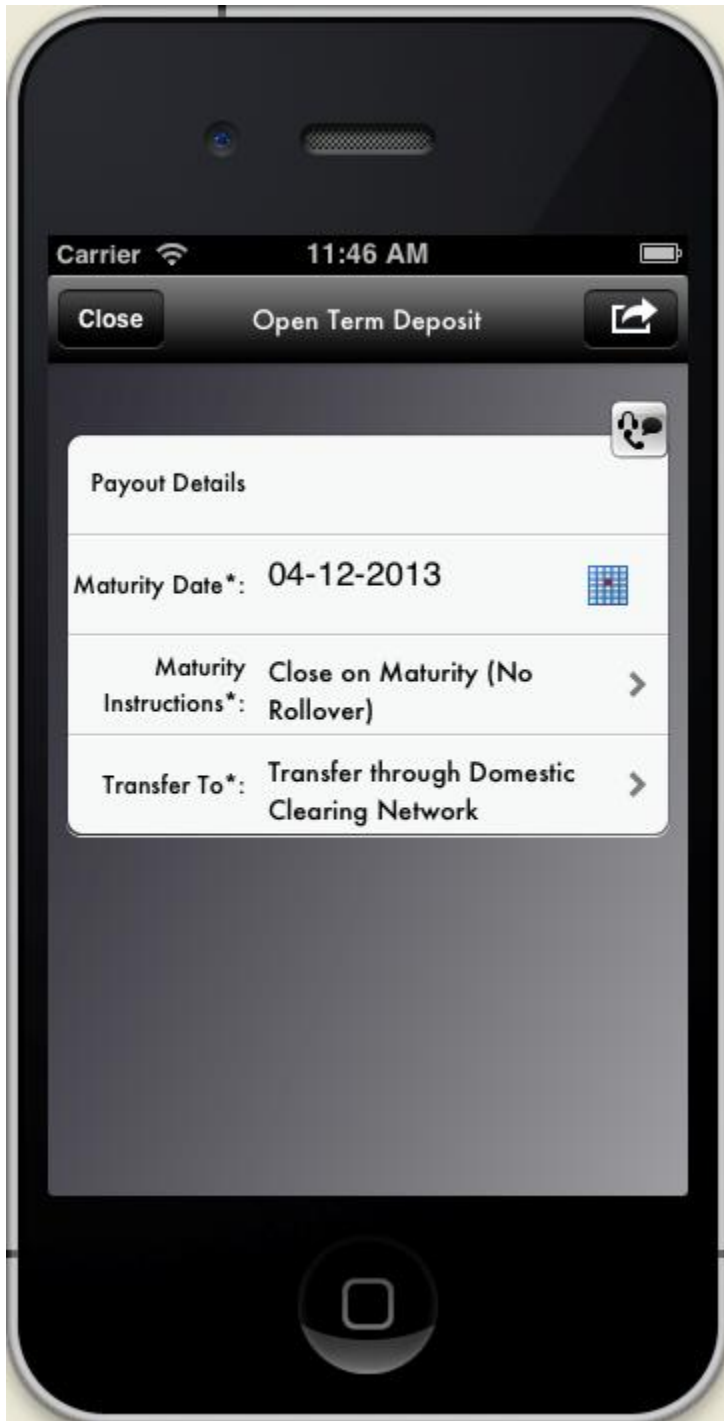 Carrier 11:46 AM
Close Open Term Deposit
Payout Details
Maturity Date*: 04-12-2013
Maturity Instructions*:
Close on Maturity (No
Rollover)
Transfer To*:
Transfer through Domestic
Clearing Network